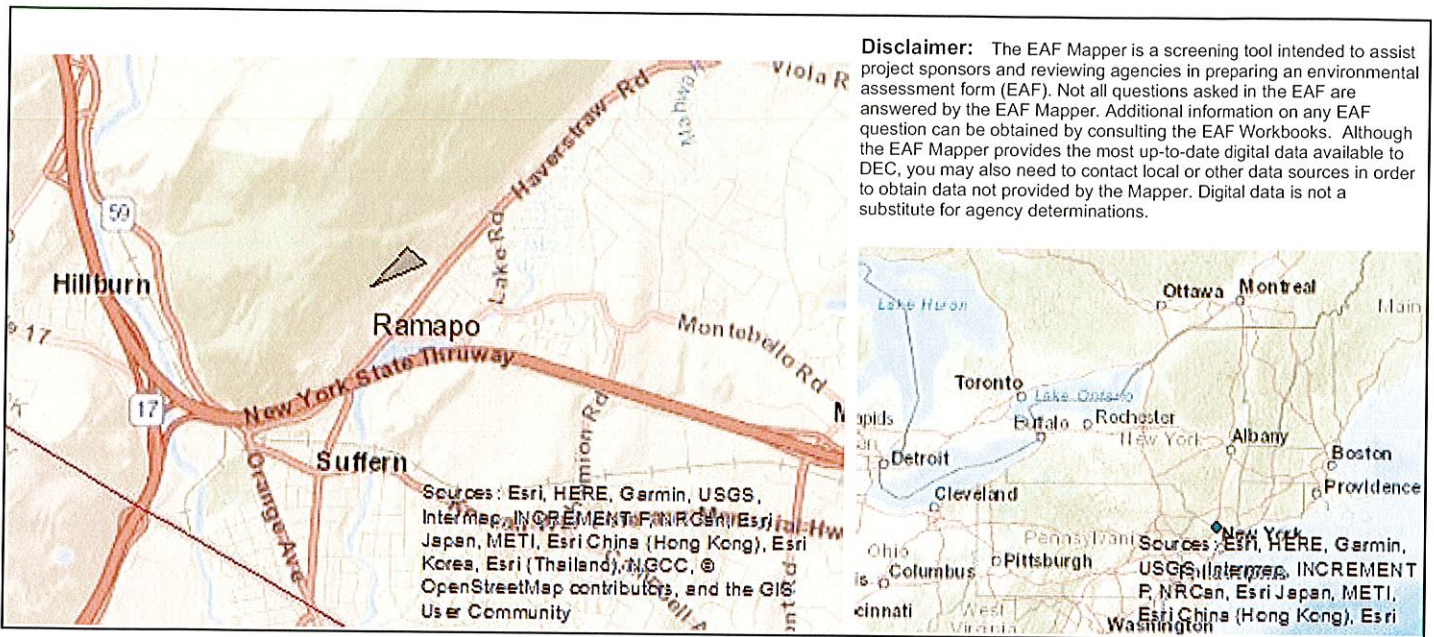 Disclaimer: The EAF Mapper is a screening tool intended to assist
project sponsors and reviewing agencies in preparing an environmental
assessment form (EAF). Not all questions asked in the EAF are
answered by the EAF Mapper. Additional information on any EAF
question can be obtained by consulting the EAF Workbooks. Although
the EAF Mapper provides the most up-to-date digital data available to
DEC, you may also need to contact local or other data sources in order
to obtain data not provided by the Mapper. Digital data is not a
substitute for agency determinations.
Viola R
Mahwah
Haverstraw Rd
59
Lake Rd
Hillburn
Ramapo
Montebello Rd
17
New York State Thruway
17
Suffern
Orange Ave
Sources: Esri, HERE, Garmin, USGS,
Intermap, INCREMENT P, NRCan, Esri
Japan, METI, Esri China (Hong Kong), Esri
Korea, Esri (Thailand), NGCC, ©
OpenStreetMap contributors, and the GIS
User Community
Ottawa
Montreal
Main
Lake Huron
Toronto
Lake Ontario
apids
Buffalo
Rochester
New York
Albany
Detroit
Boston
Providence
Cleveland
New York
Pennsylvani
Ohio
Pittsburgh
Columbus
is.
cinnati
West
Virginia
Washington
Sources: Esri, HERE, Garmin,
USGS, Intermap, INCREMENT
P, NRCan, Esri Japan, METI,
Esri China (Hong Kong), Esri